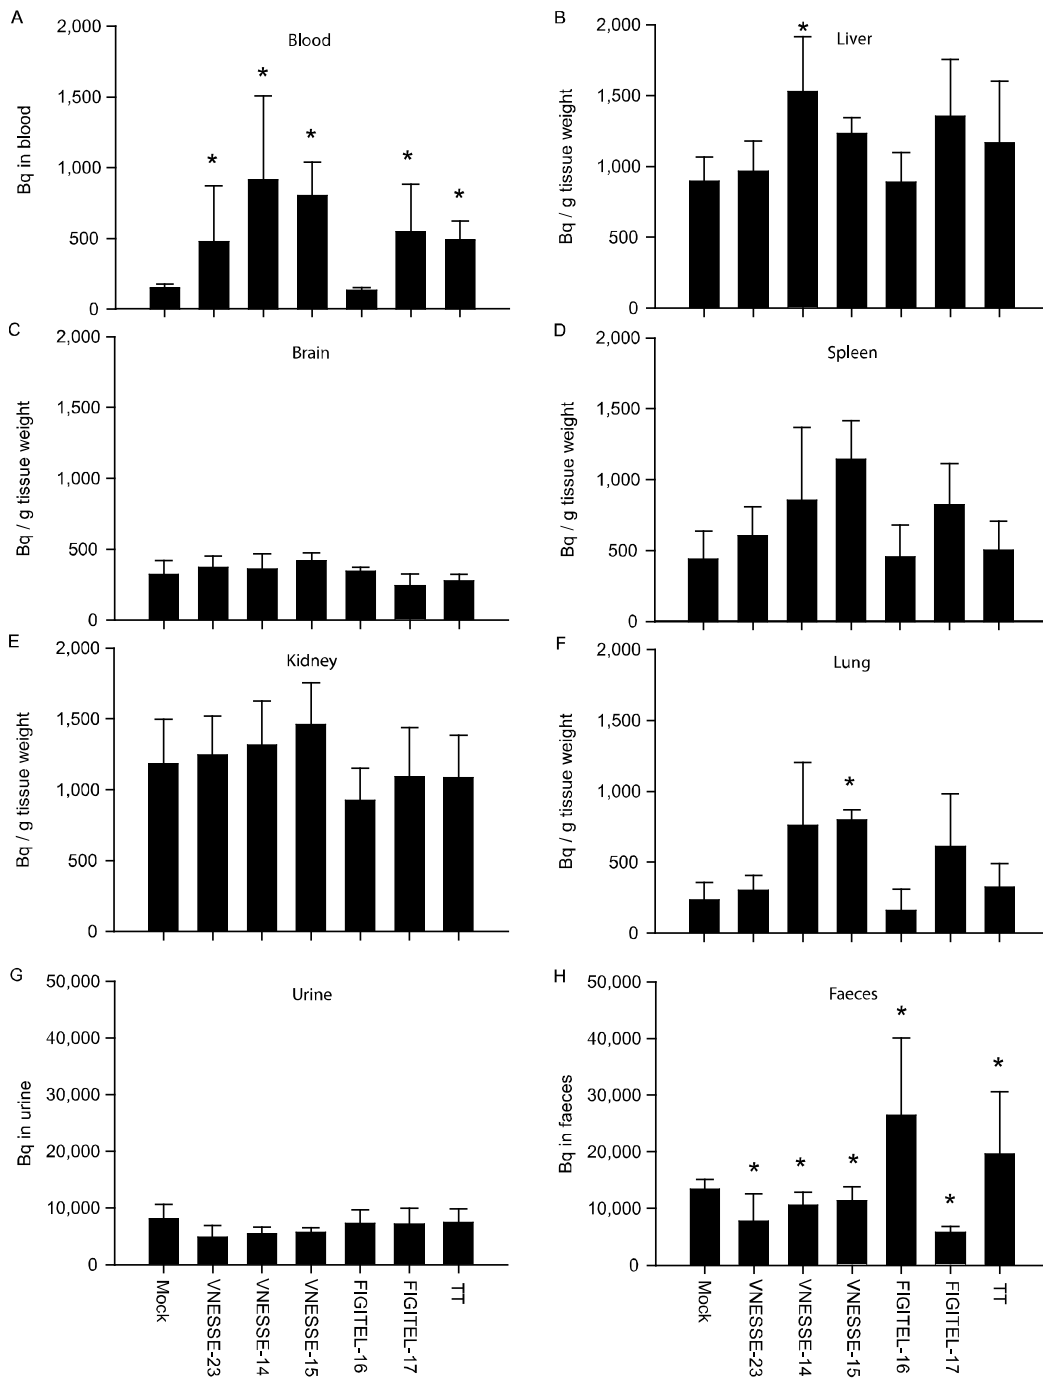 A
Blood
Bq in blood
2,000
1,500
1,000
500
0
*
*
*
*
*
B
Liver
Bq / g tissue weight
2,000
1,500
1,000
500
0
*
C
Brain
Bq / g tissue weight
2,000
1,500
1,000
500
0
D
Spleen
Bq / g tissue weight
2,000
1,500
1,000
500
0
E
Kidney
Bq / g tissue weight
2,000
1,500
1,000
500
0
F
Lung
Bq / g tissue weight
2,000
1,500
1,000
500
0
*
G
Urine
Bq in urine
50,000
40,000
30,000
20,000
10,000
0
Mock
VNESSE-23
VNESSE-14
VNESSE-15
FIGITEL-16
FIGITEL-17
TT
H
Faeces
Bq in faeces
50,000
40,000
30,000
20,000
10,000
0
*
*
*
*
*
*
Mock
VNESSE-23
VNESSE-14
VNESSE-15
FIGITEL-16
FIGITEL-17
TT